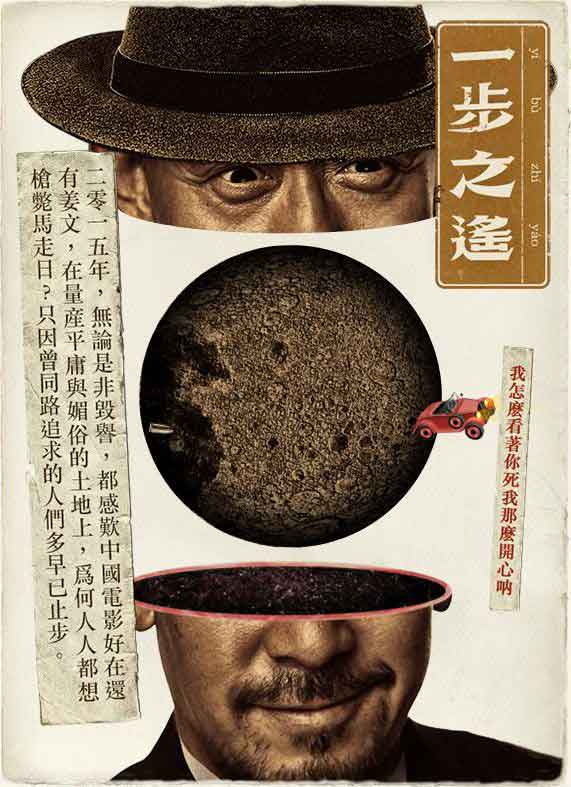 一步之遙
yī bù zhī yáo
二零一五年，無論是非毀譽，都感歎中國電影好在還
有姜文，在量産平庸與媚俗的土地上，爲何人人都想
槍斃馬走日？只因曾同路追求的人們多早已止步。
我怎麼看著你死我那麼開心呐